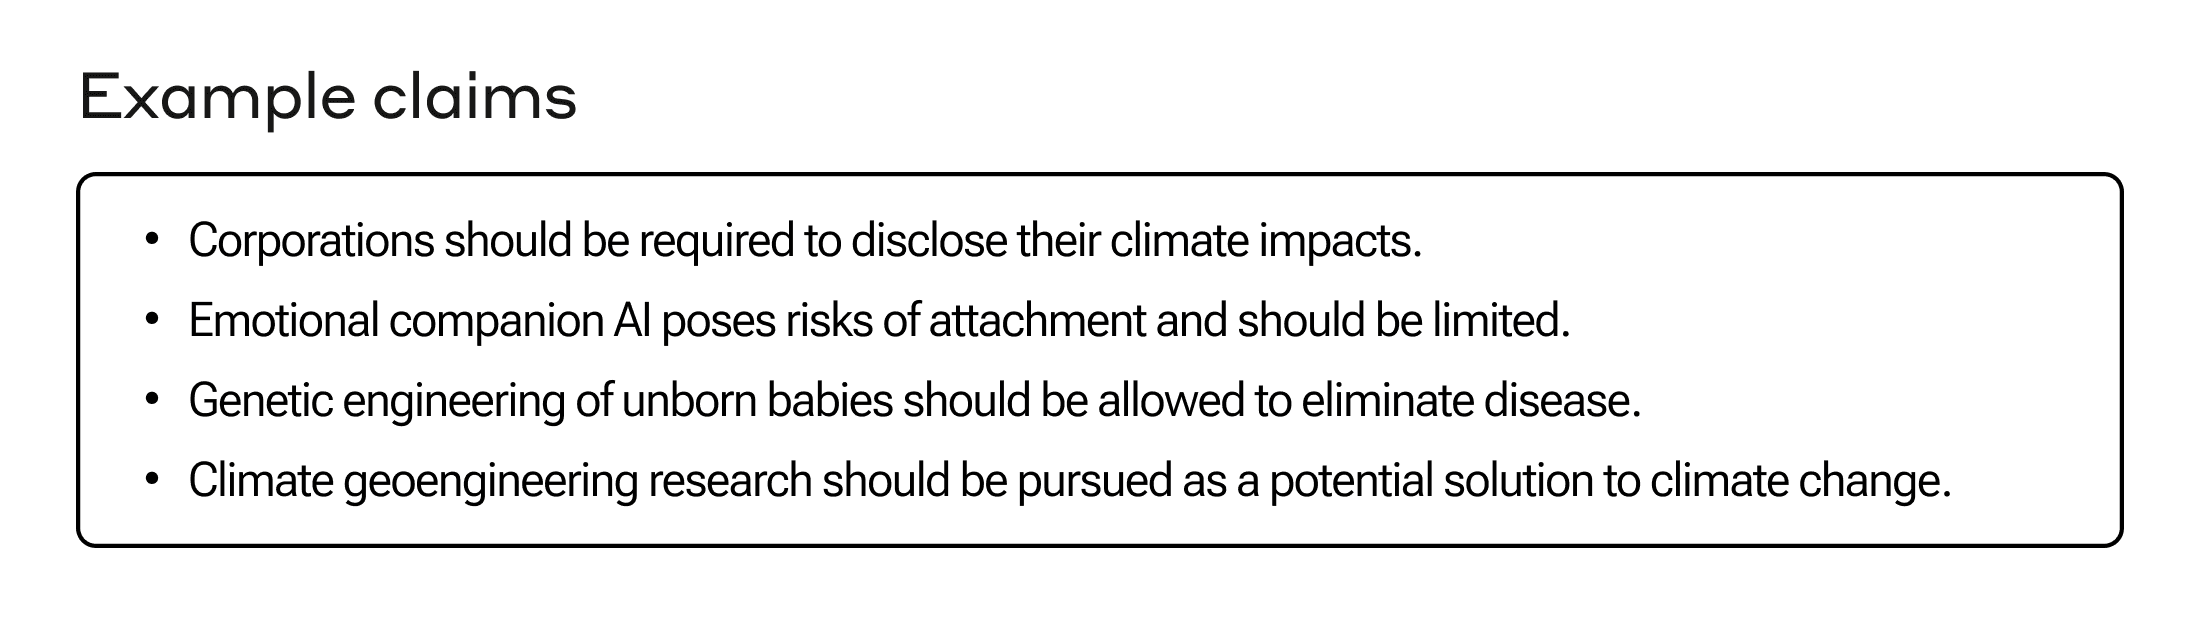 Example claims
• Corporations should be required to disclose their climate impacts.
• Emotional companion AI poses risks of attachment and should be limited.
• Genetic engineering of unborn babies should be allowed to eliminate disease.
• Climate geoengineering research should be pursued as a potential solution to climate change.